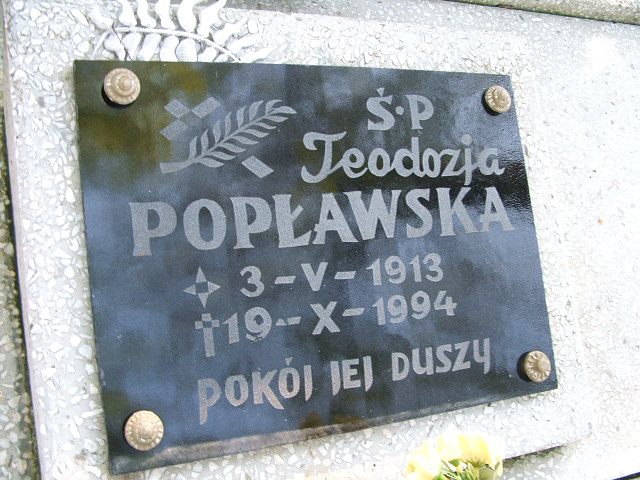 Ś·P
Teodozja
POPŁAWSKA
3-V-1913
19-X-1994
POKÓJ JEJ DUSZY